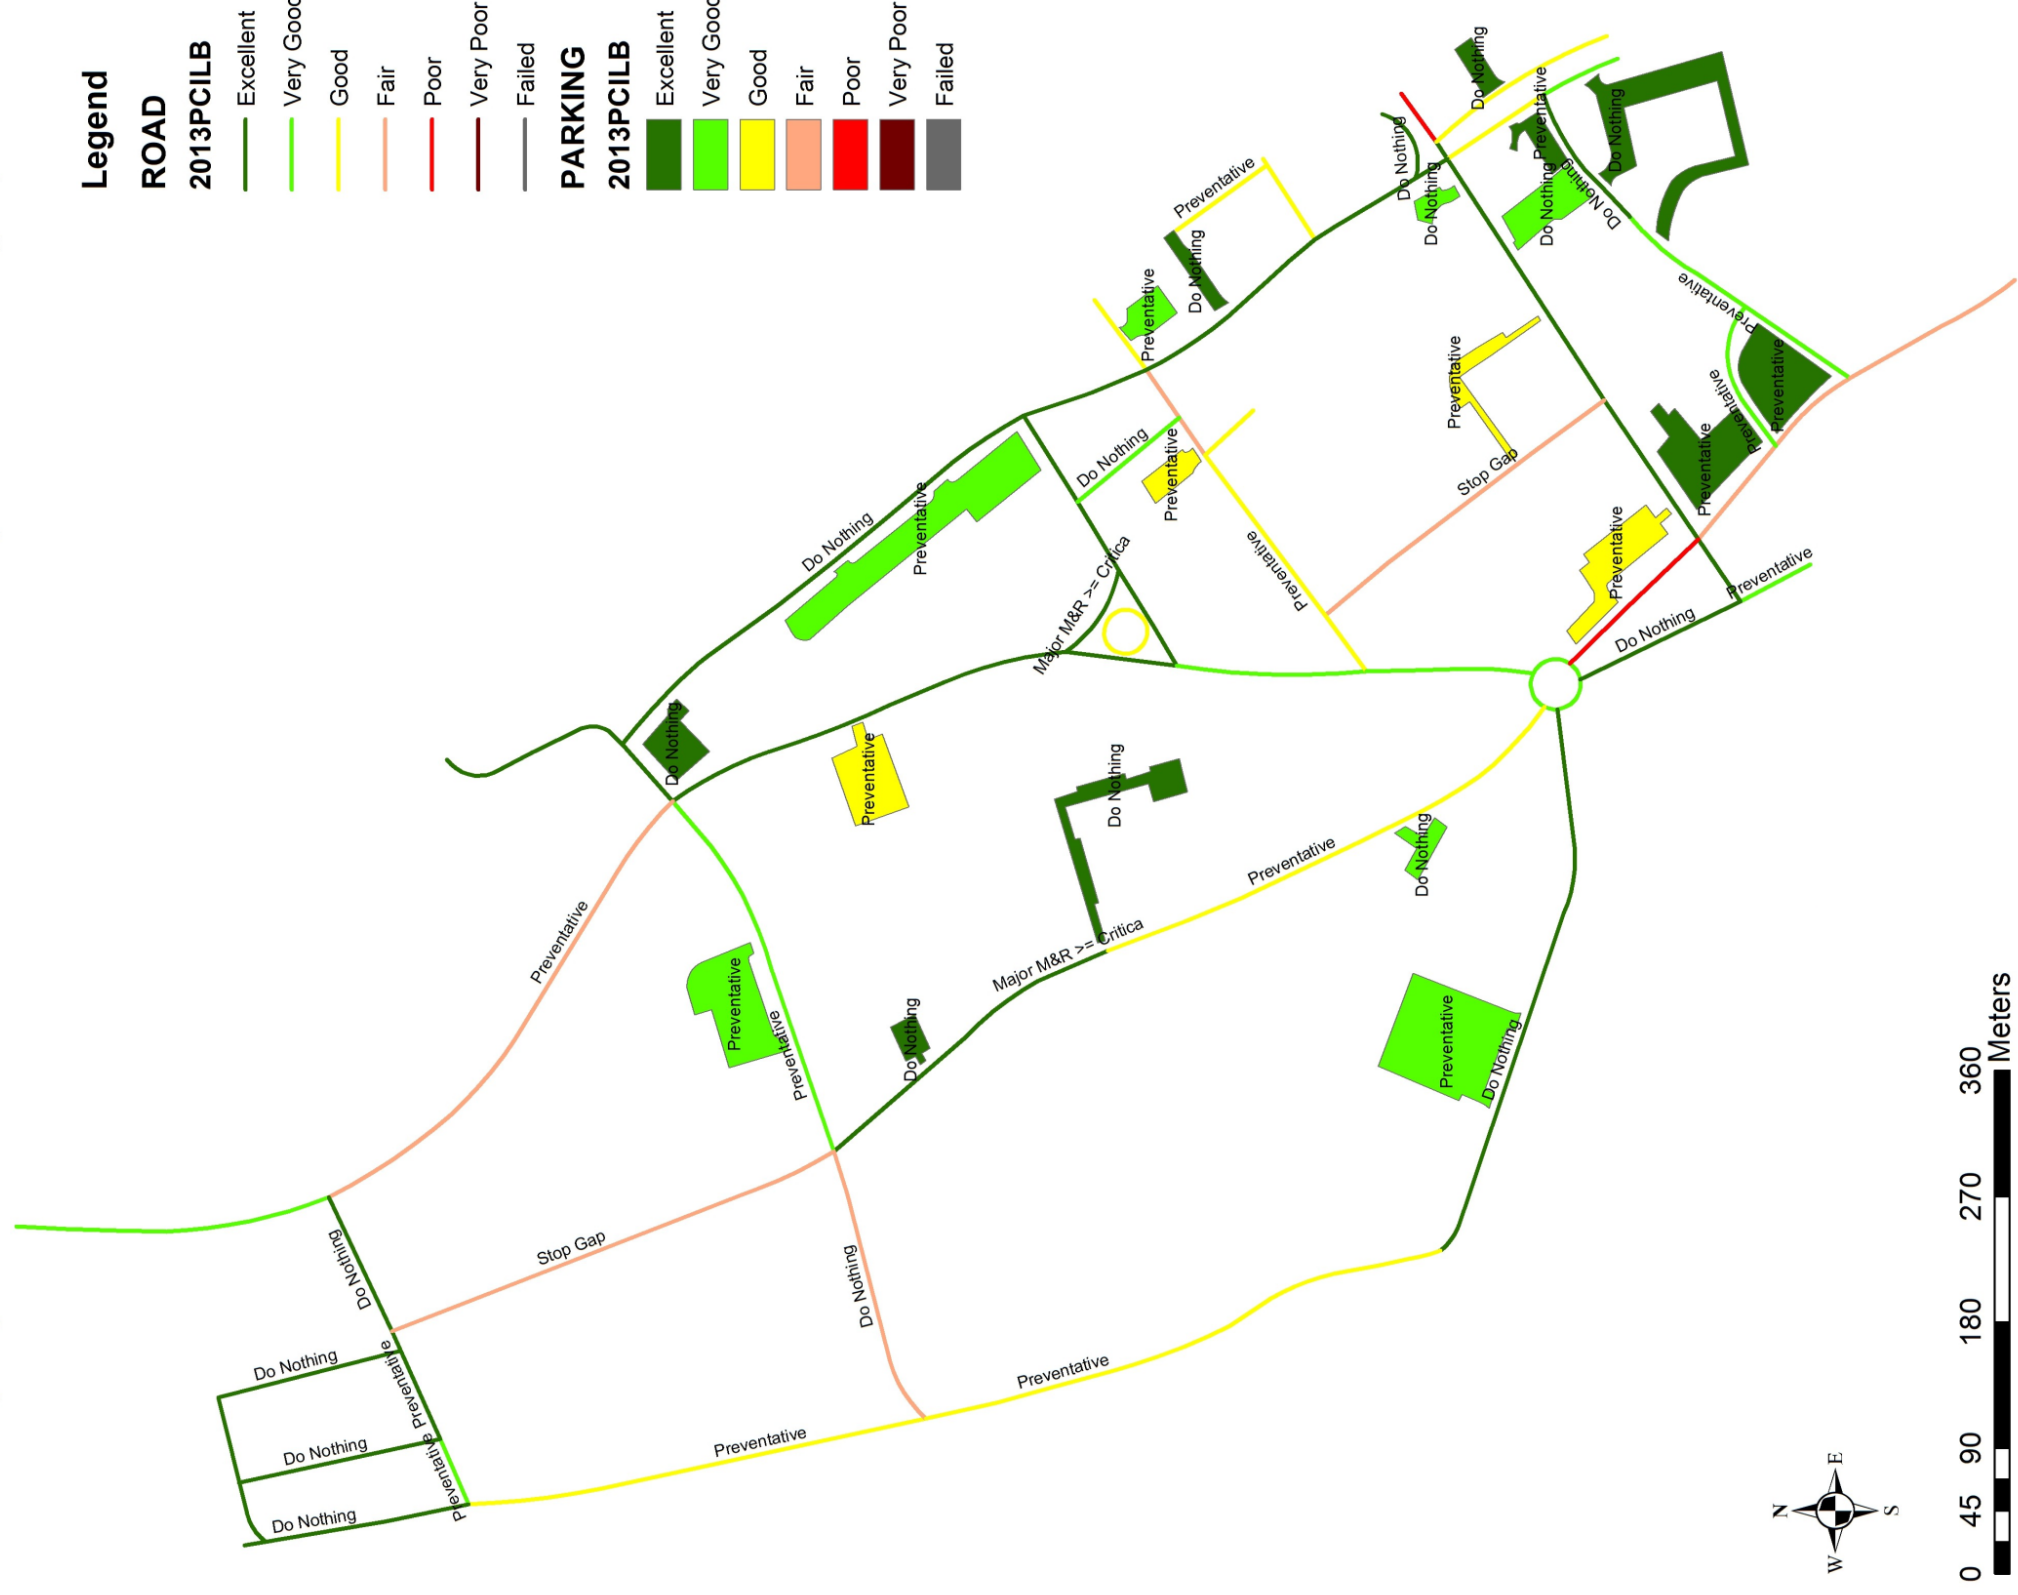 Legend
ROAD
2013PCILB
Excellent
Very Good
Good
Fair
Poor
Very Poor
Failed
PARKING
2013PCILB
Excellent
Very Good
Good
Fair
Poor
Very Poor
Failed
Do Nothing
Preventative
Do Nothing
Do Nothing
Preventative
Do Nothing
Do Nothing
Do Nothing
Do Nothing
Do Nothing
Preventative
Preventative
Preventative
Preventative
Preventative
Preventative
Preventative
Preventative
Stop Gap
Do Nothing
Preventative
Do Nothing
Preventative
Major M&R >= Critica
Preventative
Preventative
Do Nothing
Preventative
Do Nothing
Preventative
Do Nothing
Preventative
Do Nothing
Preventative
Major M&R >= Critica
Preventative
Preventative
Do Nothing
Preventative
Do Nothing
Do Nothing
Stop Gap
Do Nothing
Do Nothing
Preventative
Do Nothing
Preventative
Do Nothing
Preventative
Preventative
N
E
S
W
0 45 90 180 270 360
Meters